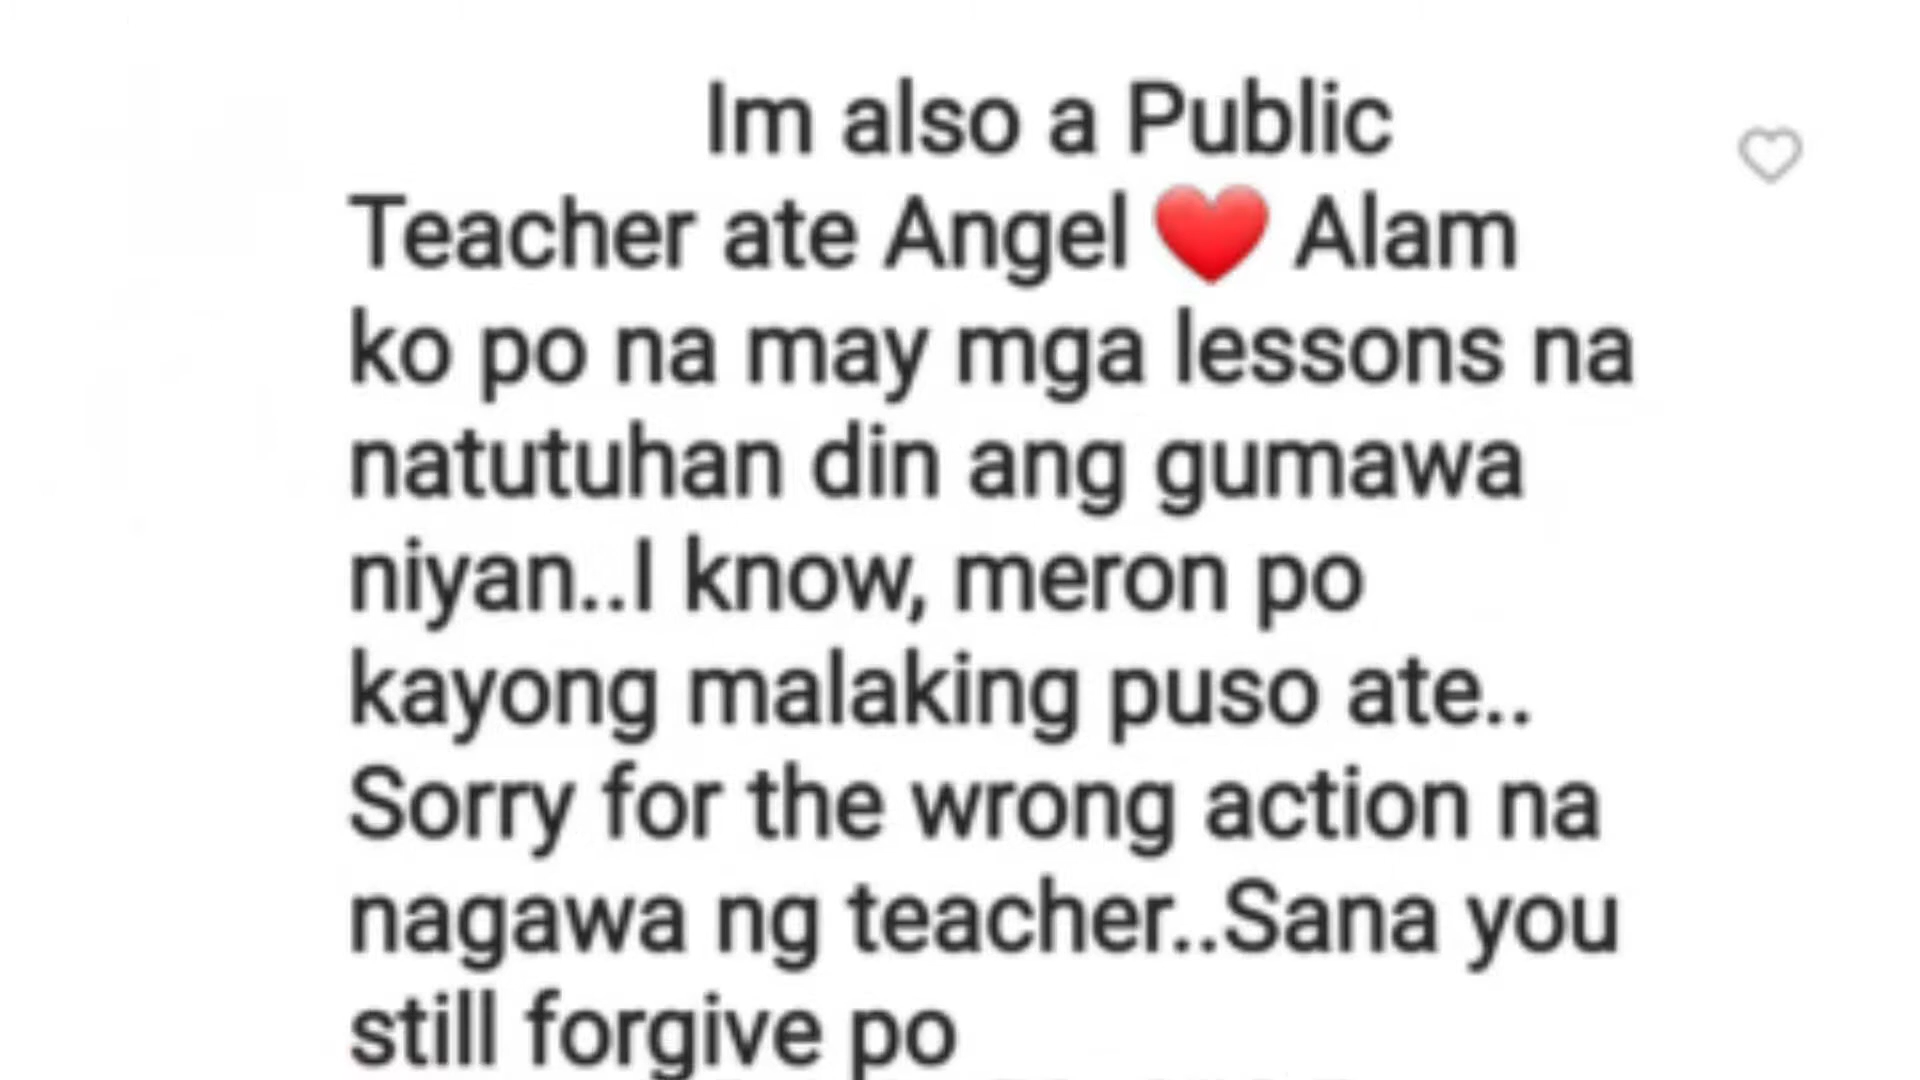 Im also a Public
Teacher ate Angel ❤️ Alam
ko po na may mga lessons na
natutuhan din ang gumawa
niyan..I know, meron po
kayong malaking puso ate..
Sorry for the wrong action na
nagawa ng teacher..Sana you
still forgive po